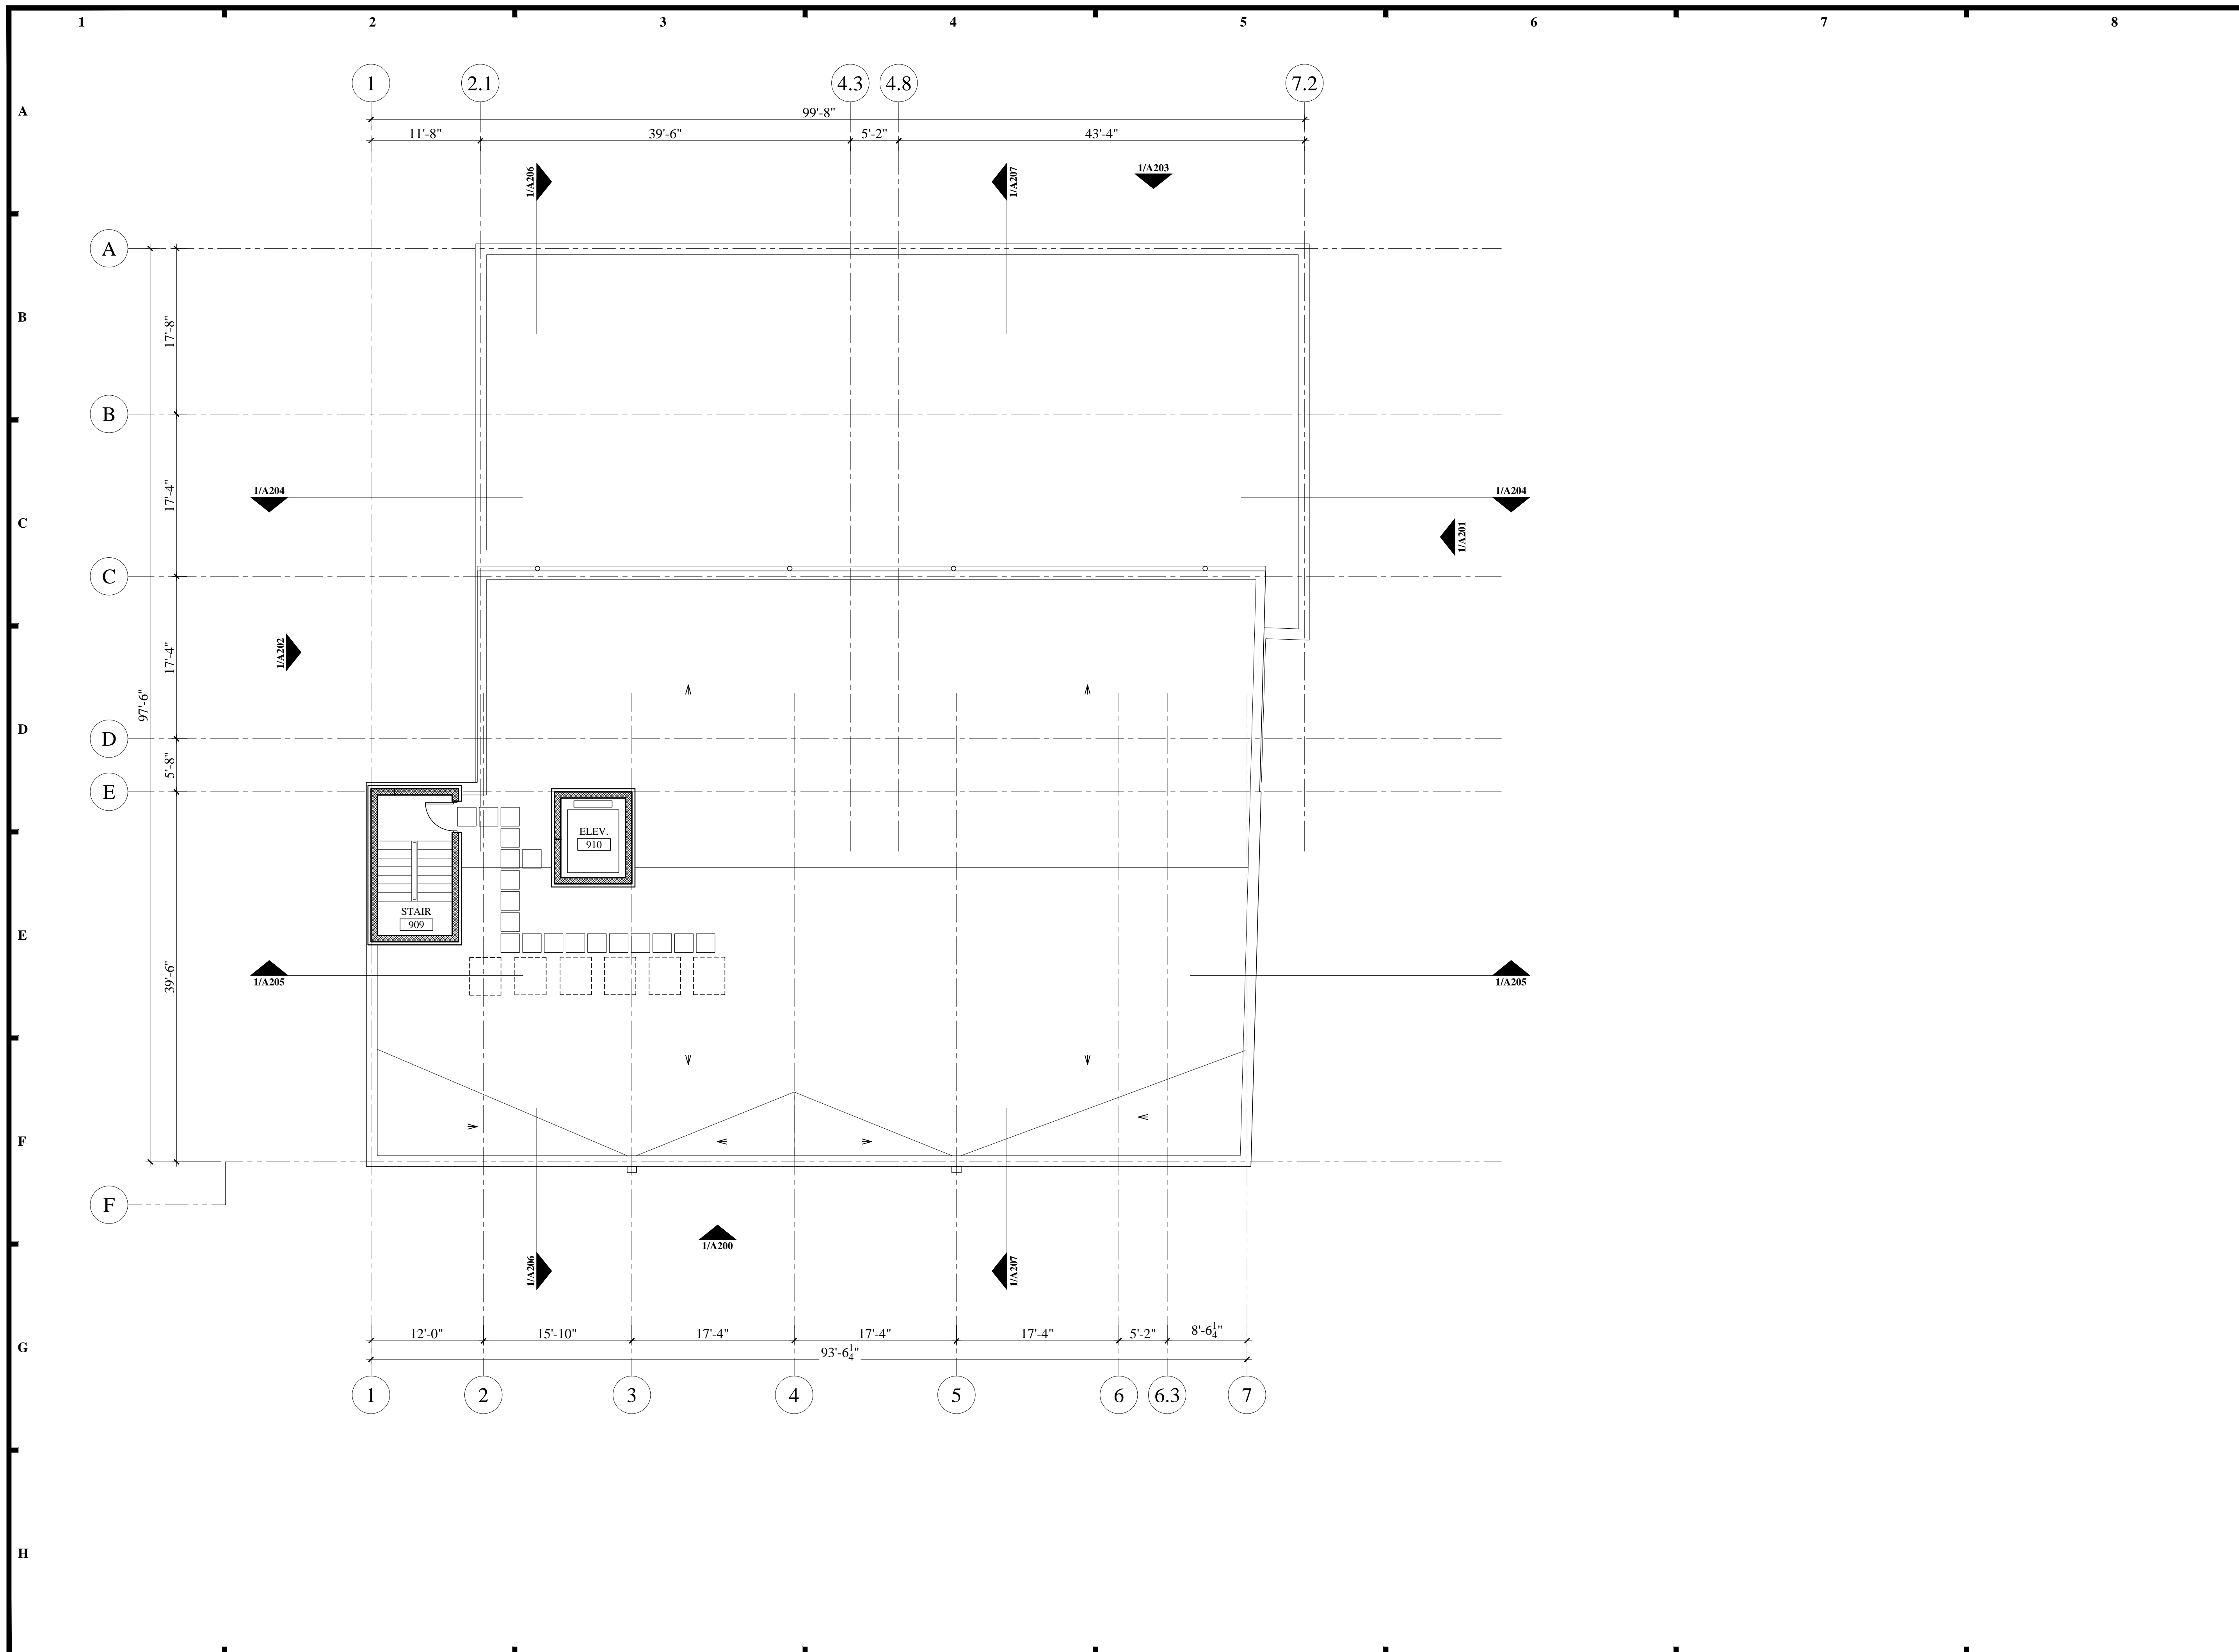 1 2 3 4 5 6 7 8
1 2.1 4.3 4.8 7.2
A
99'-8"
11'-8" 39'-6" 5'-2" 43'-4"
1/A206 1/A207 1/A203
A
B
17'-8"
B
1/A204 1/A204
17'-4"
C
1/A201
C
1/A202
17'-4"
97'-6"
D
D
5'-8"
E
ELEV.
910
STAIR
909
E
39'-6"
1/A205 1/A205
F
F
1/A200
1/A206 1/A207
12'-0" 15'-10" 17'-4" 17'-4" 17'-4" 5'-2" 8'-6 1/4"
G
93'-6 1/4"
1 2 3 4 5 6 6.3 7
H